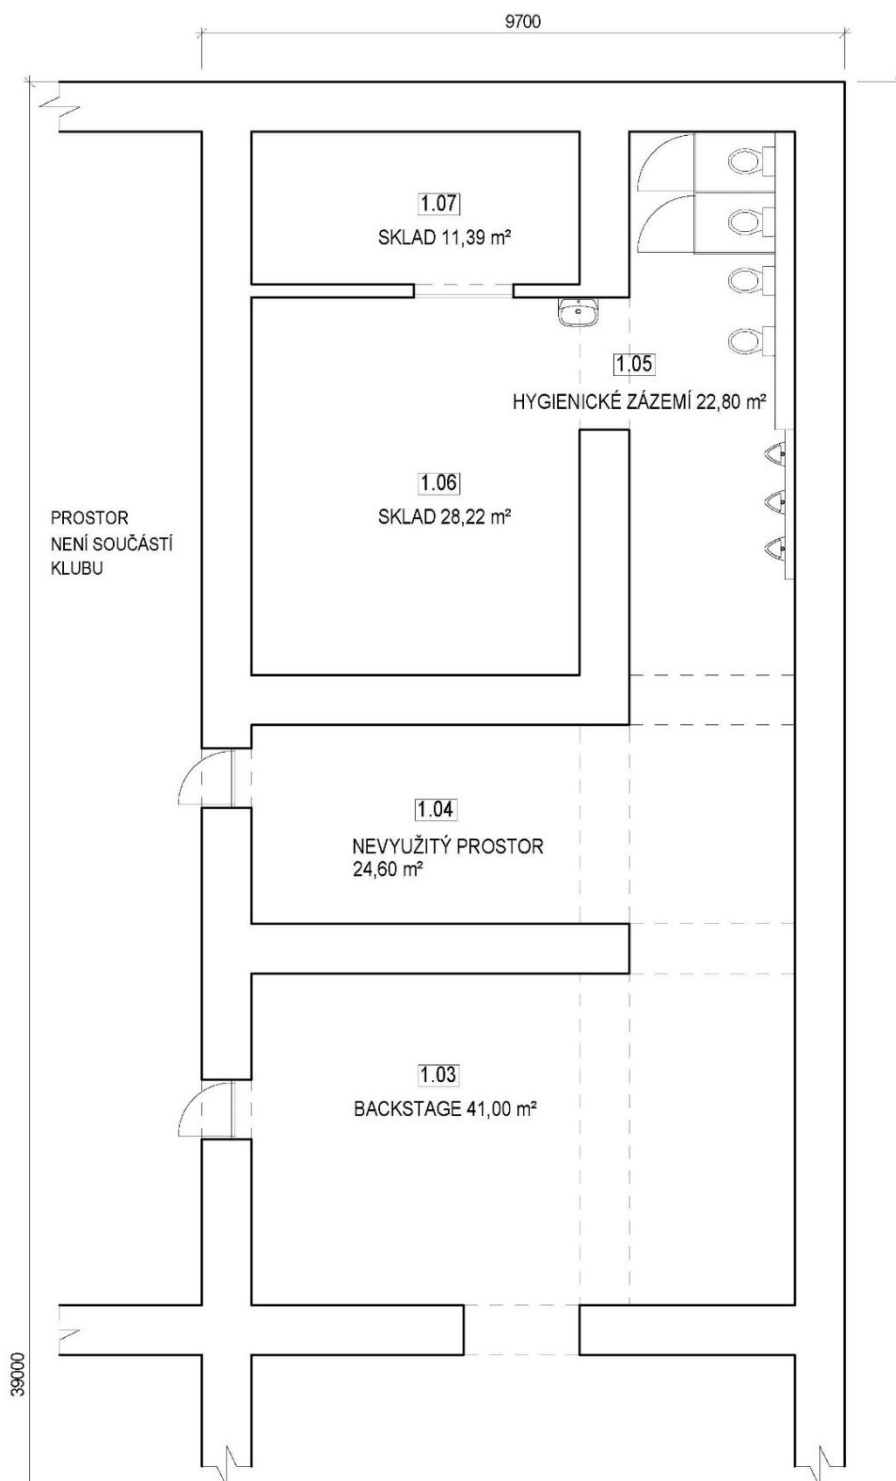 9700
1.07
SKLAD 11,39 m²
1.05
HYGIENICKÉ ZÁZEMÍ 22,80 m²
1.06
SKLAD 28,22 m²
PROSTOR
NENÍ SOUČÁSTÍ
KLUBU
1.04
NEVYUŽITÝ PROSTOR
24,60 m²
1.03
BACKSTAGE 41,00 m²
39000